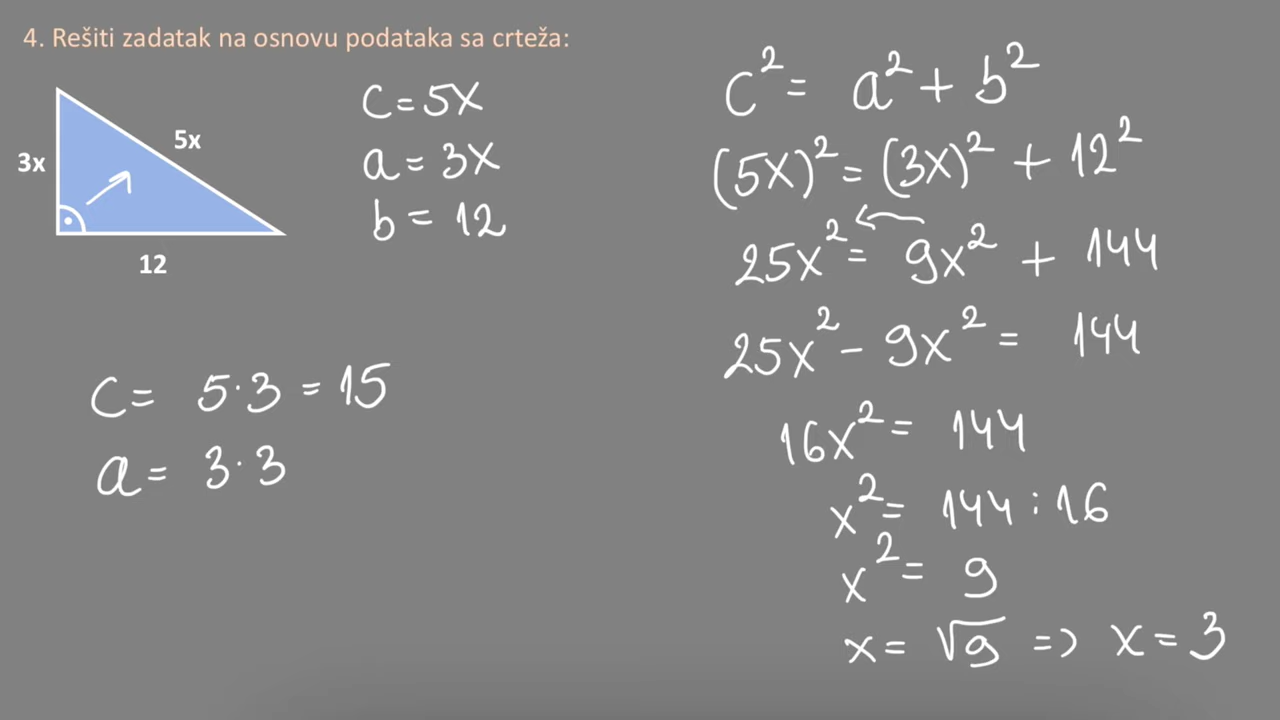 4. Rešiti zadatak na osnovu podataka sa crteža:
3x
5x
12
c = 5x
a = 3x
b = 12
c = 5·3 = 15
a = 3·3
c² = a² + b²
(5x)² = (3x)² + 12²
25x² = 9x² + 144
25x² - 9x² = 144
16x² = 144
x² = 144 : 16
x² = 9
x = √9 => x = 3